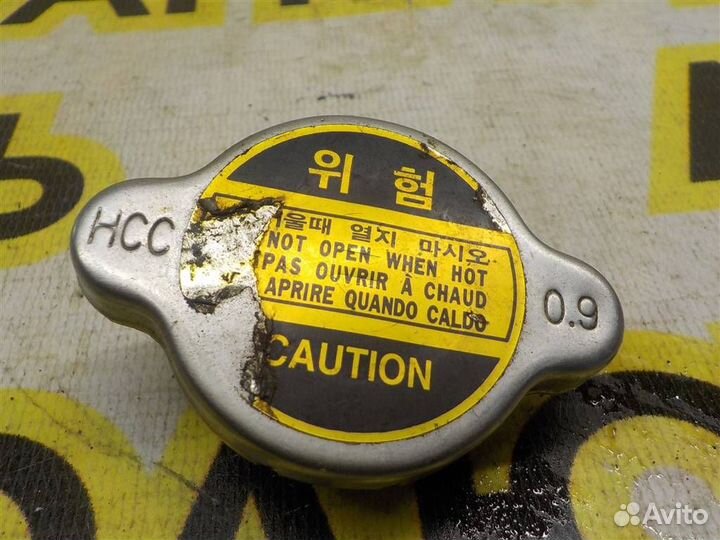 위 험
HCC
열지 마시오
NOT OPEN WHEN HOT
PAS OUVRIR À CHAUD
APRIRE QUANDO CALDO
0.9
CAUTION
Avito